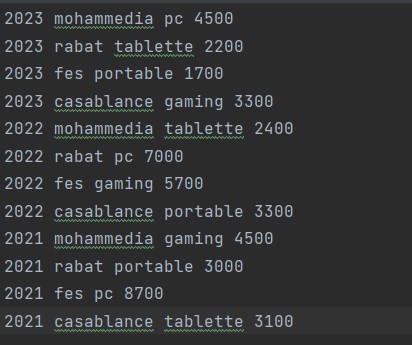 2023 mohammedia pc 4500
2023 rabat tablette 2200
2023 fes portable 1700
2023 casablance gaming 3300
2022 mohammedia tablette 2400
2022 rabat pc 7000
2022 fes gaming 5700
2022 casablance portable 3300
2021 mohammedia gaming 4500
2021 rabat portable 3000
2021 fes pc 8700
2021 casablance tablette 3100